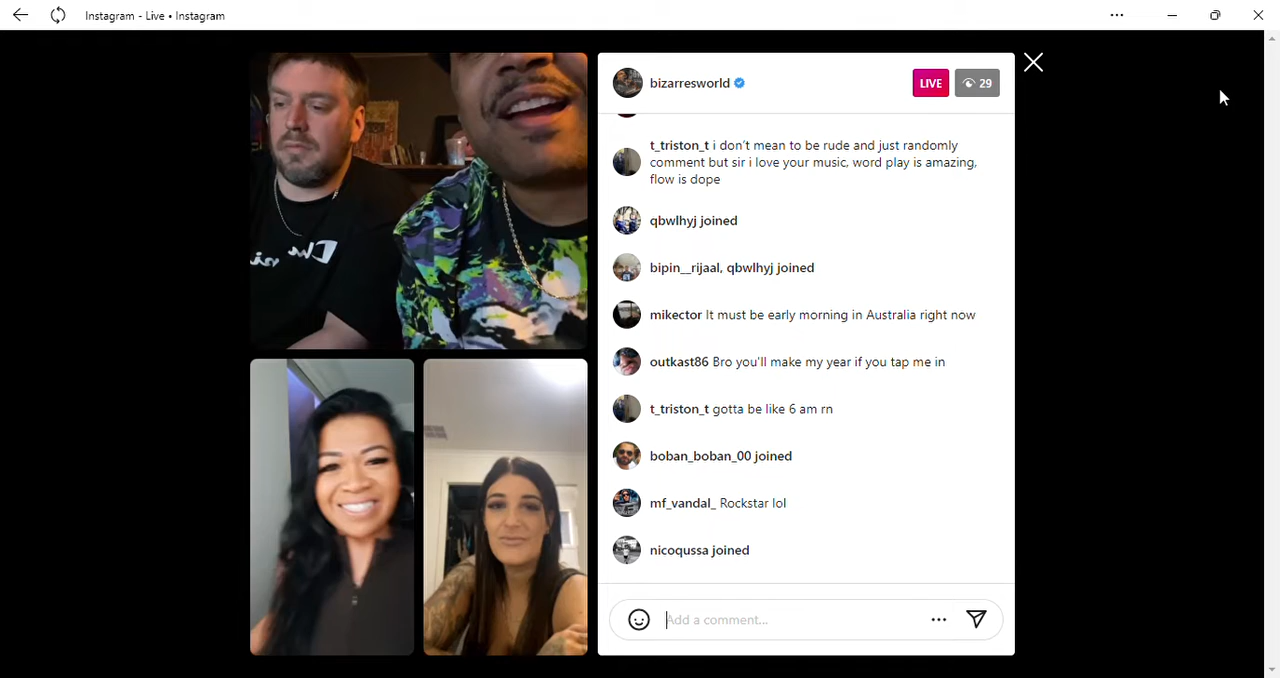 Instagram - Live • Instagram
bizarresworld
LIVE
29
t_triston_t i don't mean to be rude and just randomly
comment but sir i love your music, word play is amazing,
flow is dope
qbwlhyj joined
bipin__rijaal, qbwlhyj joined
mikector It must be early morning in Australia right now
outkast86 Bro you'll make my year if you tap me in
t_triston_t gotta be like 6 am rn
boban_boban_00 joined
mf_vandal_ Rockstar lol
nicoqussa joined
Add a comment...